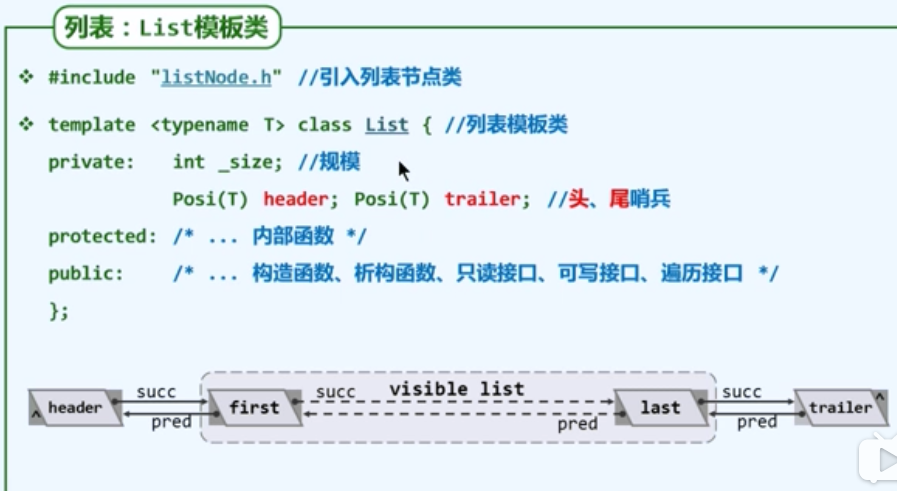 列表：List模板类
❖ #include "listNode.h" //引入列表节点类
❖ template <typename T> class List { //列表模板类
private: int _size; //规模
Posi(T) header; Posi(T) trailer; //头、尾哨兵
protected: /* ... 内部函数 */
public: /* ... 构造函数、析构函数、只读接口、可写接口、遍历接口 */
};
succ succ visible list succ
header first last trailer
pred pred pred